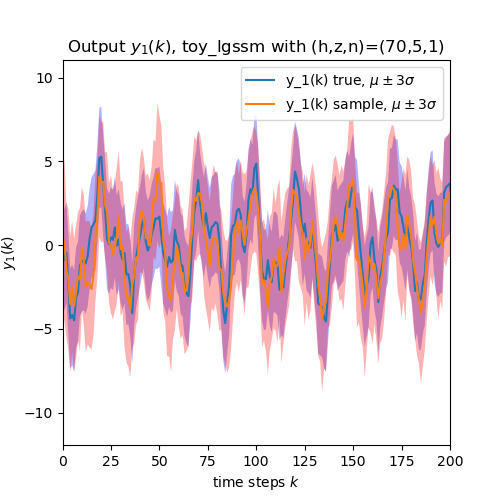 Output y₁(k), toy_lgssm with (h,z,n)=(70,5,1)
y_1(k) true, μ ± 3σ
y_1(k) sample, μ ± 3σ
10
5
0
−5
−10
y₁(k)
0 25 50 75 100 125 150 175 200
time steps k